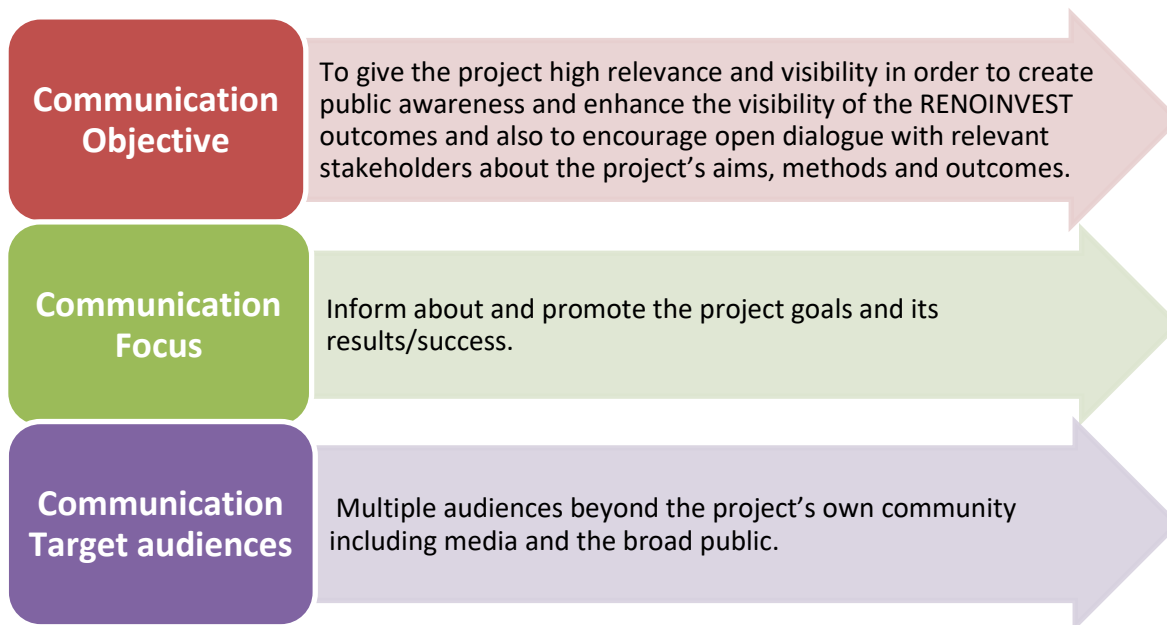 Communication
Objective
To give the project high relevance and visibility in order to create
public awareness and enhance the visibility of the RENOINVEST
outcomes and also to encourage open dialogue with relevant
stakeholders about the project’s aims, methods and outcomes.
Communication
Focus
Inform about and promote the project goals and its
results/success.
Communication
Target audiences
Multiple audiences beyond the project’s own community
including media and the broad public.